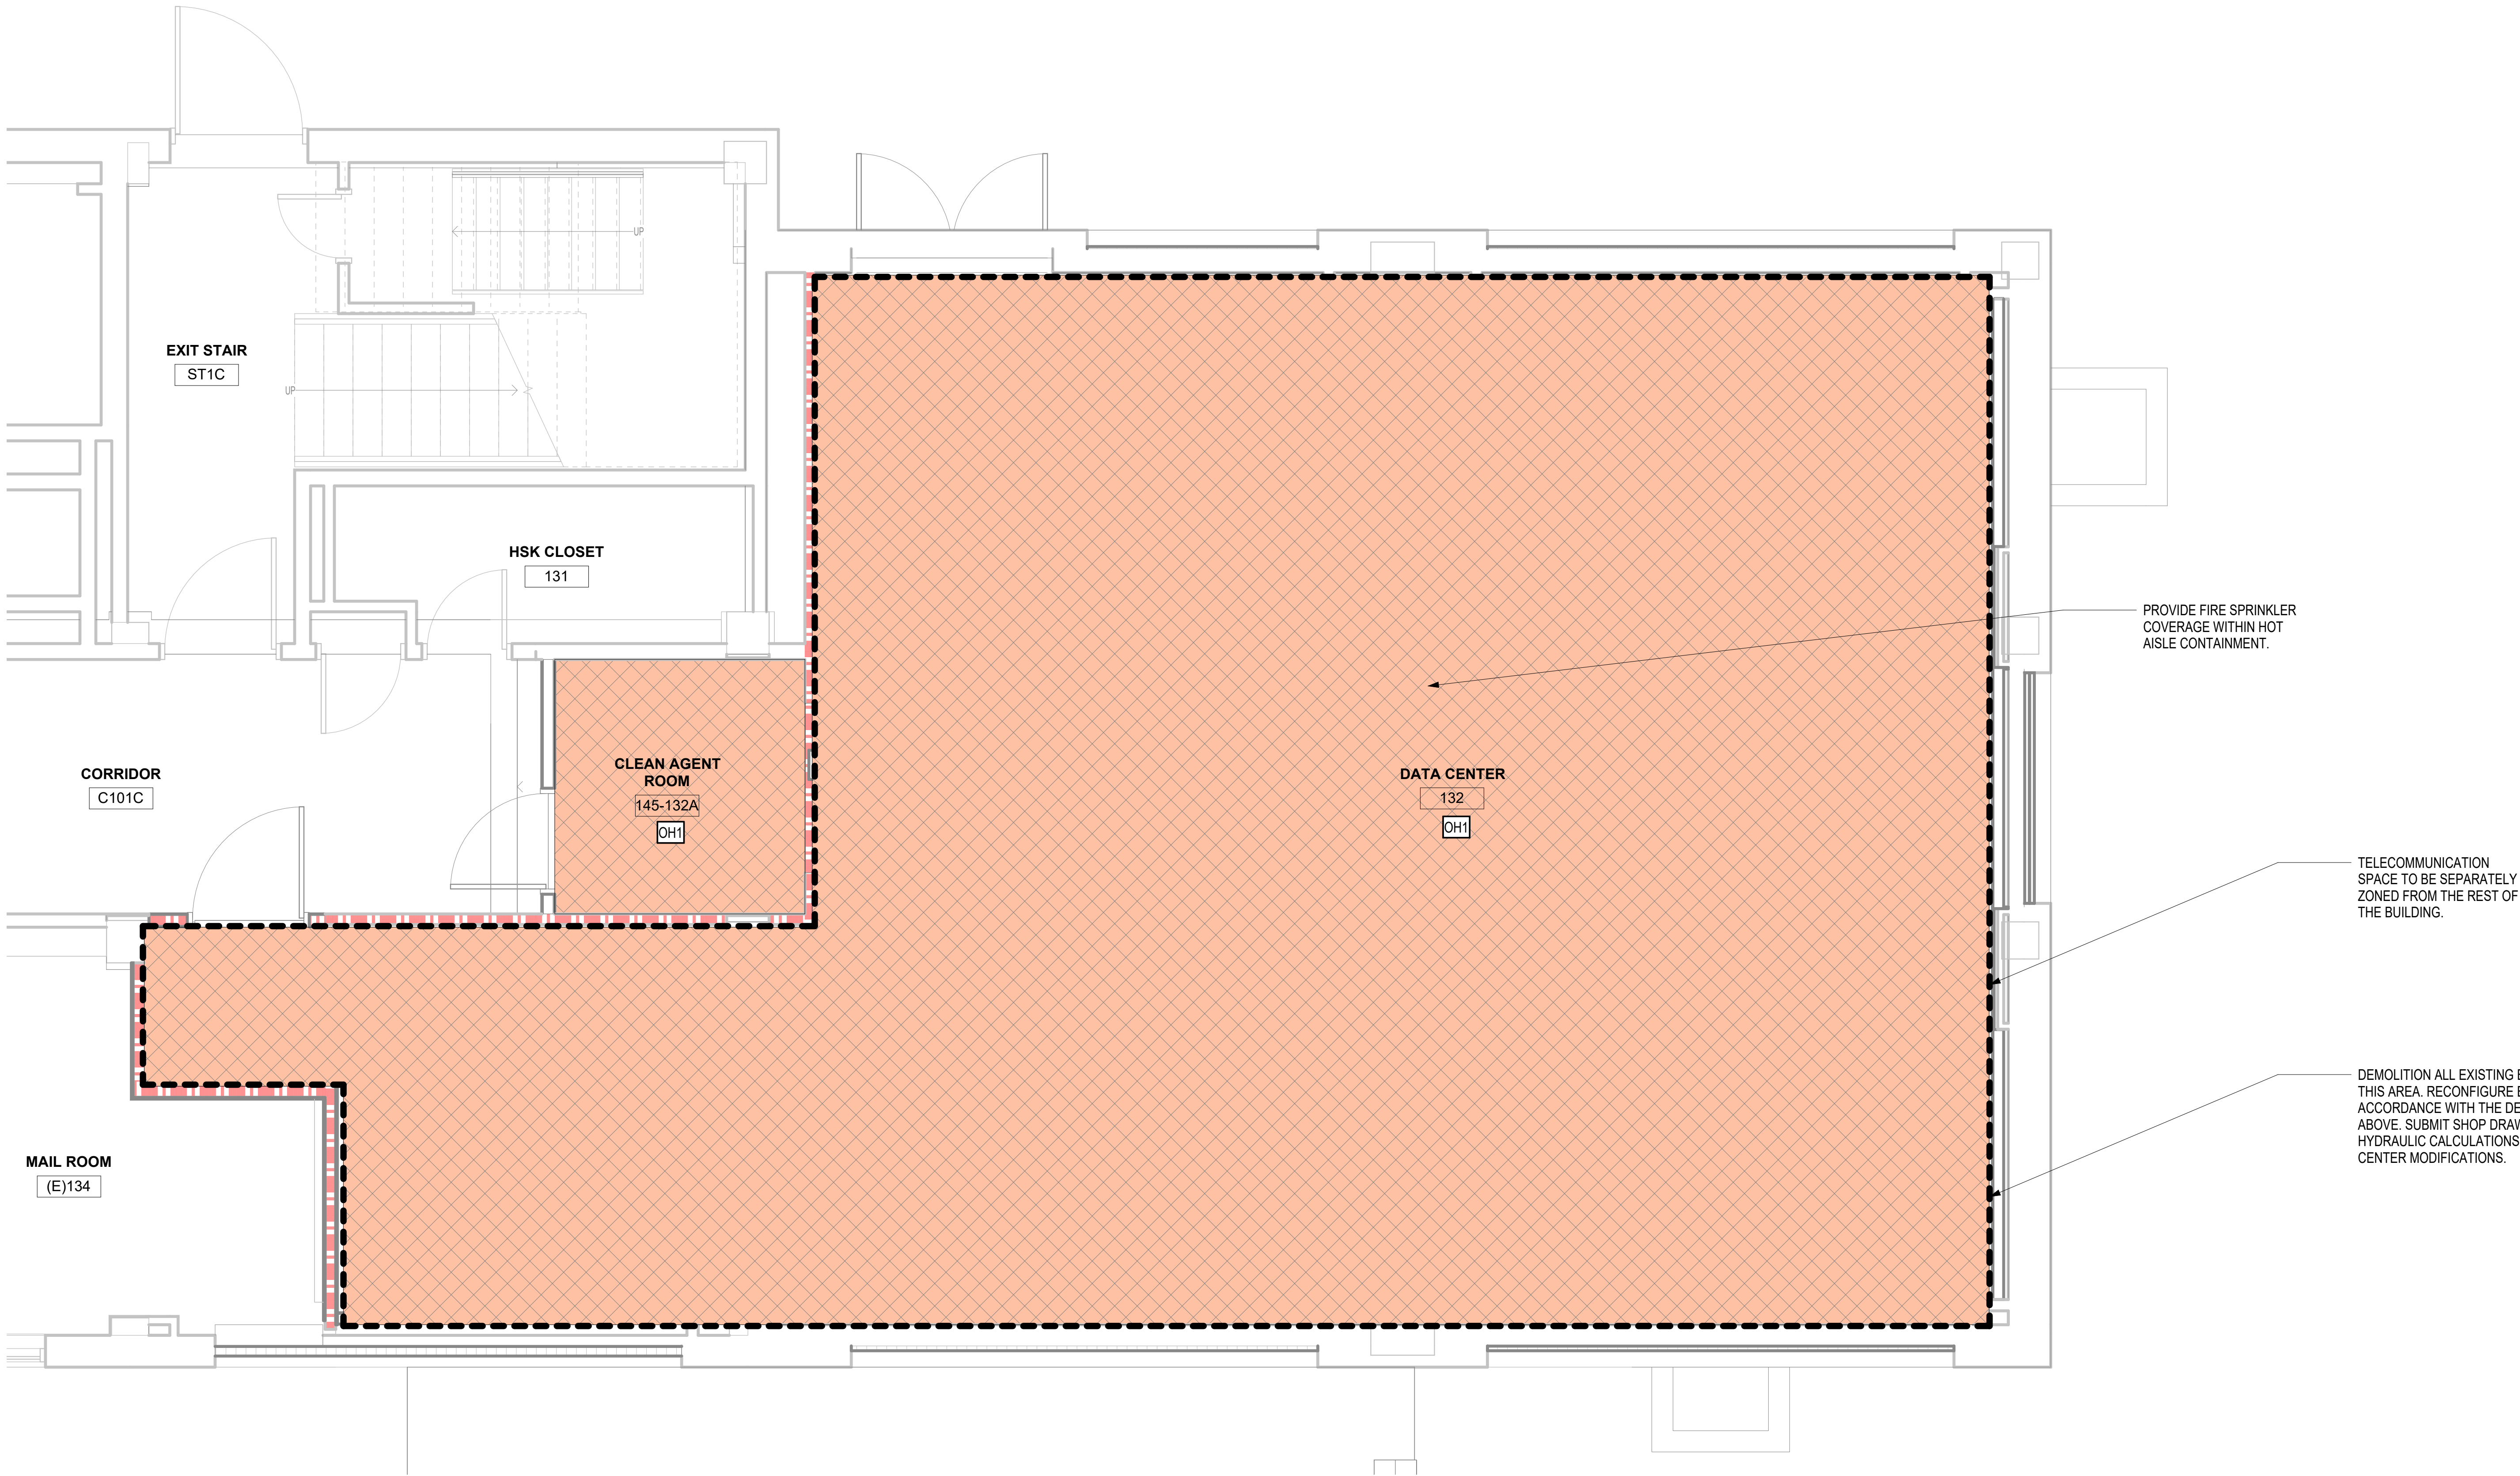 UP
EXIT STAIR
ST1C
UP
HSK CLOSET
131
PROVIDE FIRE SPRINKLER
COVERAGE WITHIN HOT
AISLE CONTAINMENT.
CORRIDOR
C101C
CLEAN AGENT
ROOM
145-132A
OH1
DATA CENTER
132
OH1
TELECOMMUNICATION
SPACE TO BE SEPARATELY
ZONED FROM THE REST OF
THE BUILDING.
DEMOLITION ALL EXISTING
THIS AREA. RECONFIGURE
ACCORDANCE WITH THE
ABOVE. SUBMIT SHOP
HYDRAULIC CALCULATIONS
CENTER MODIFICATIONS.
MAIL ROOM
(E)134